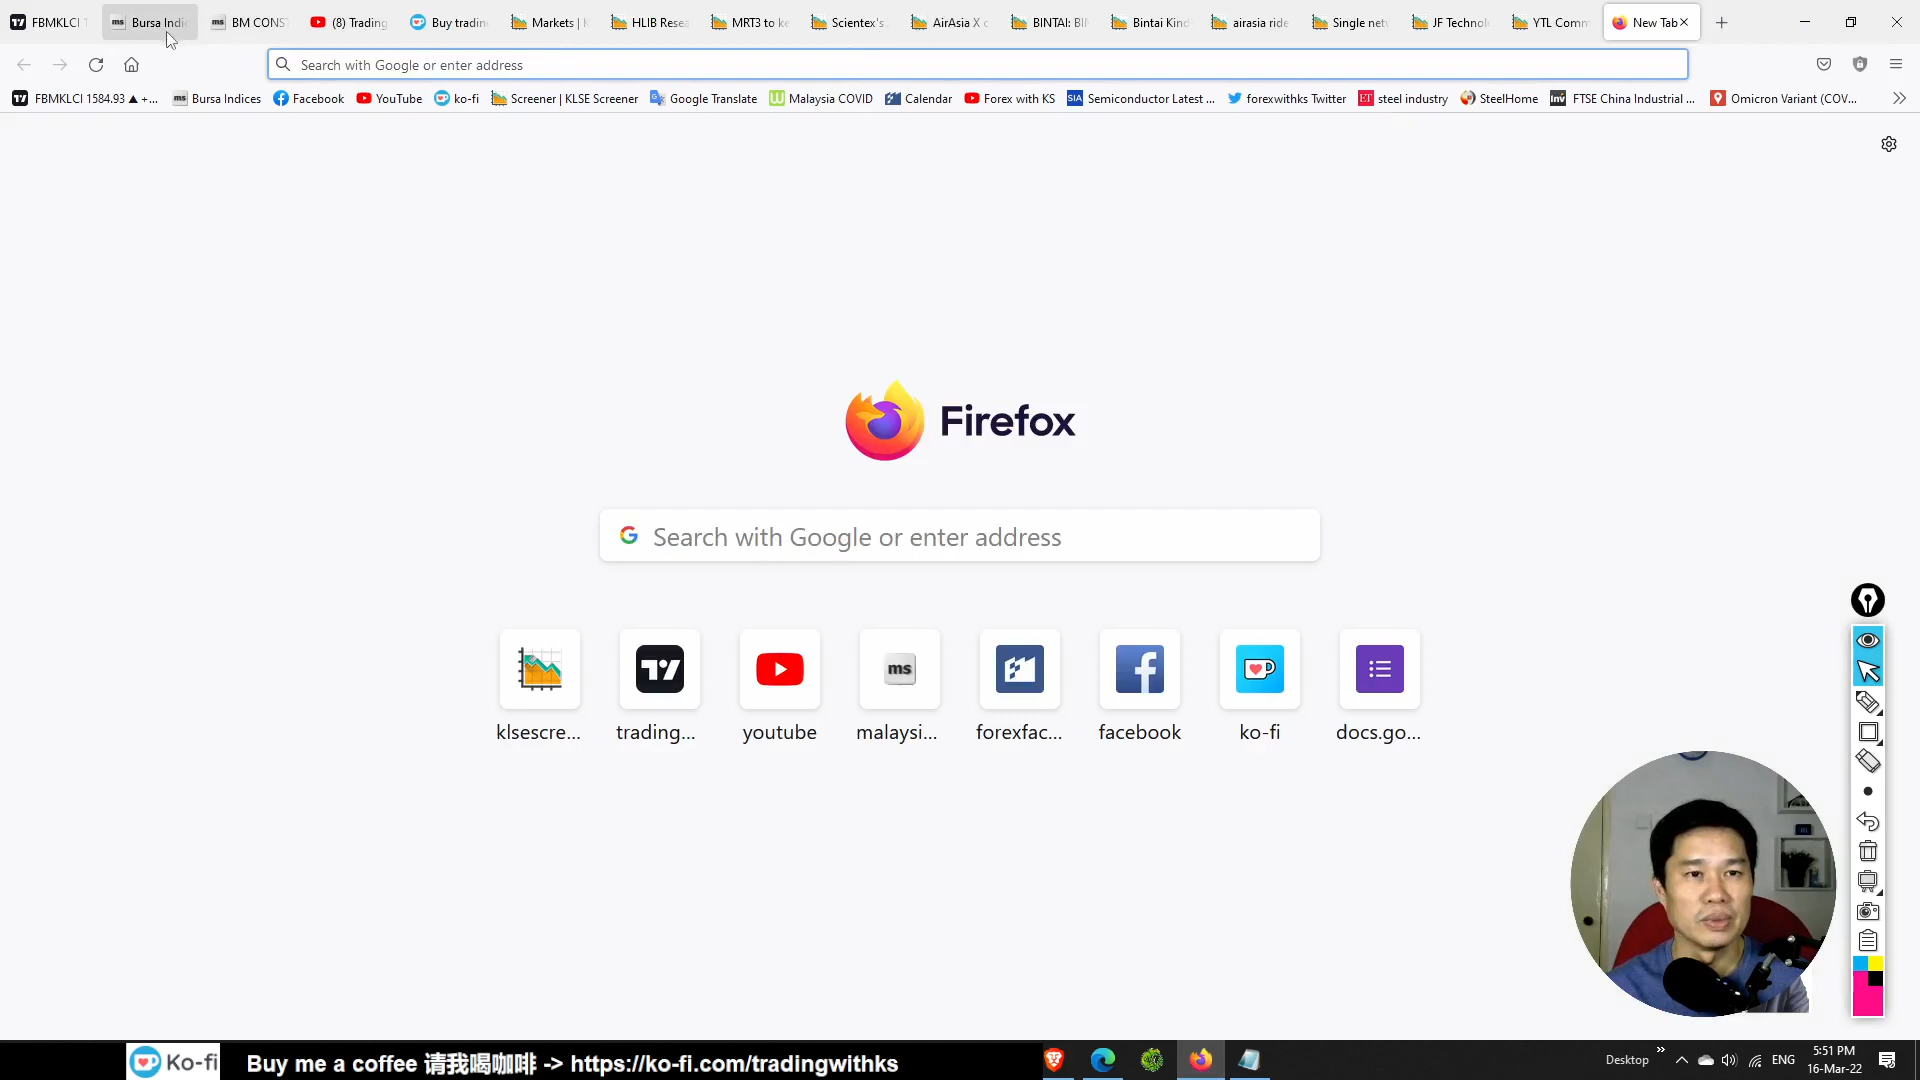 FBMKLCI
Bursa Indi
BM CONS
(8) Trading
Buy trading
Markets |
HLIB Resea
MRT3 to ke
Scientex's
AirAsia X c
BINTAI: BI
Bintai Kind
airasia ride
Single net
JF Technol
YTL Comm
New Tab
Search with Google or enter address
FBMKLCI 1584.93 ▲ +...
Bursa Indices
Facebook
YouTube
ko-fi
Screener | KLSE Screener
Google Translate
Malaysia COVID
Calendar
Forex with KS
Semiconductor Latest ...
forexwithks Twitter
steel industry
SteelHome
FTSE China Industrial ...
Omicron Variant (COV...
Firefox
Search with Google or enter address
ms
klsescre...
trading...
youtube
malaysi...
forexfac...
facebook
ko-fi
docs.go...
Ko-fi
Buy me a coffee 请我喝咖啡 -> https://ko-fi.com/tradingwithks
Desktop
ENG
5:51 PM
16-Mar-22